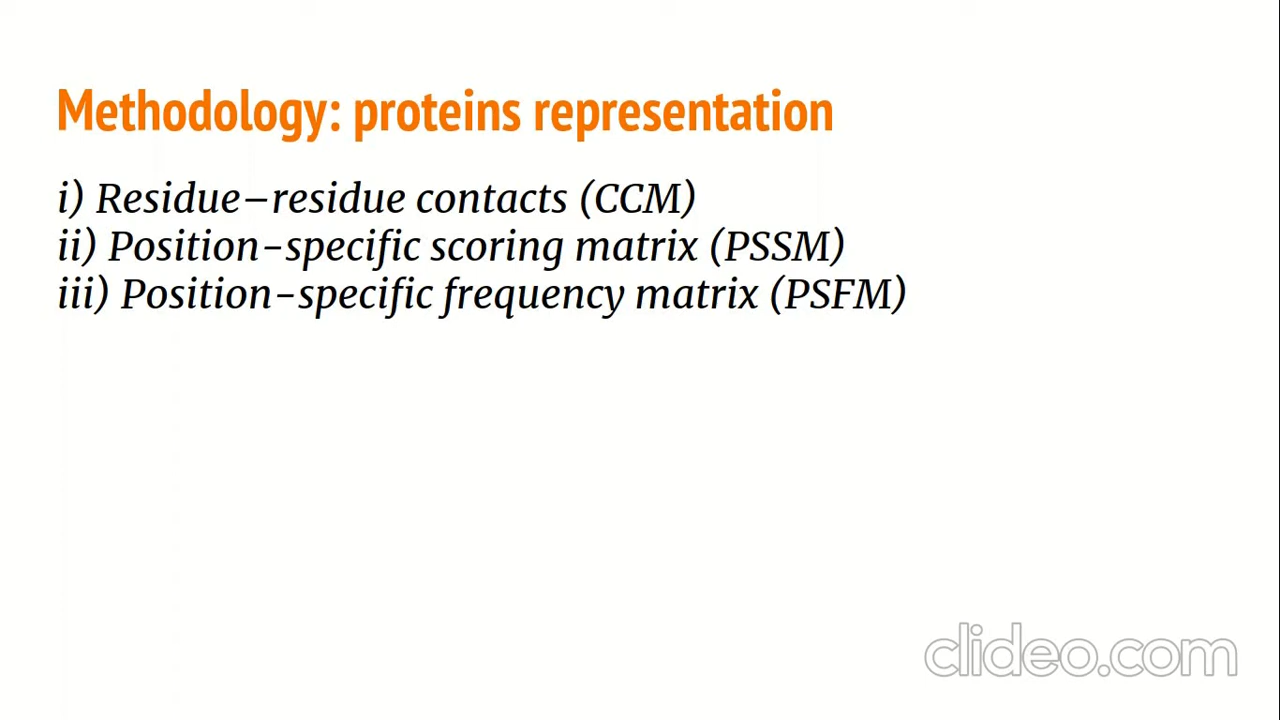 Methodology: proteins representation
i) Residue–residue contacts (CCM)
ii) Position-specific scoring matrix (PSSM)
iii) Position-specific frequency matrix (PSFM)
clideo.com